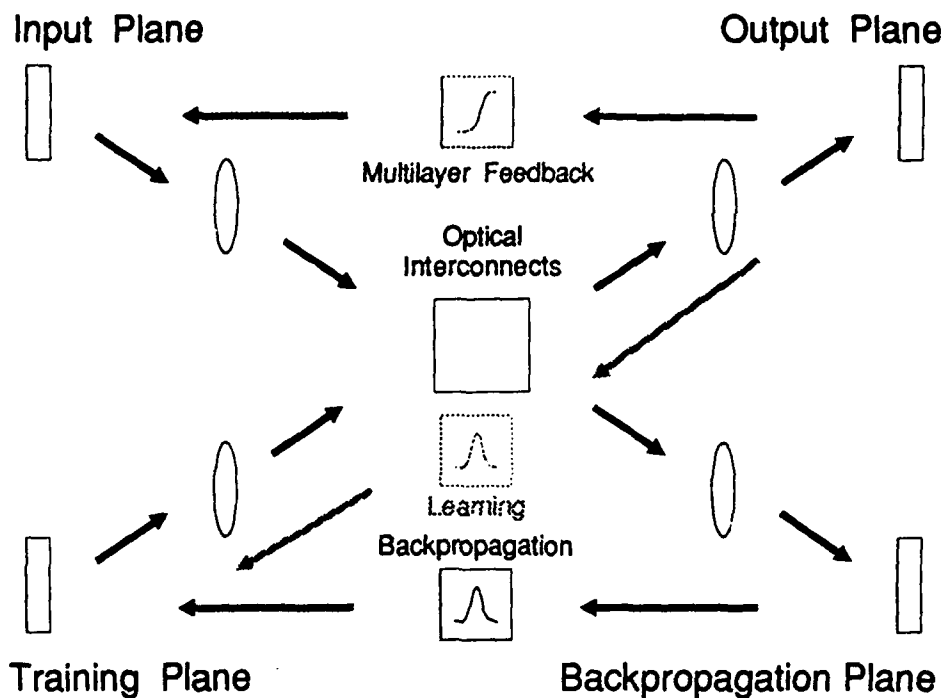 Input Plane
Output Plane
Multilayer Feedback
Optical
Interconnects
Learning
Backpropagation
Training Plane
Backpropagation Plane